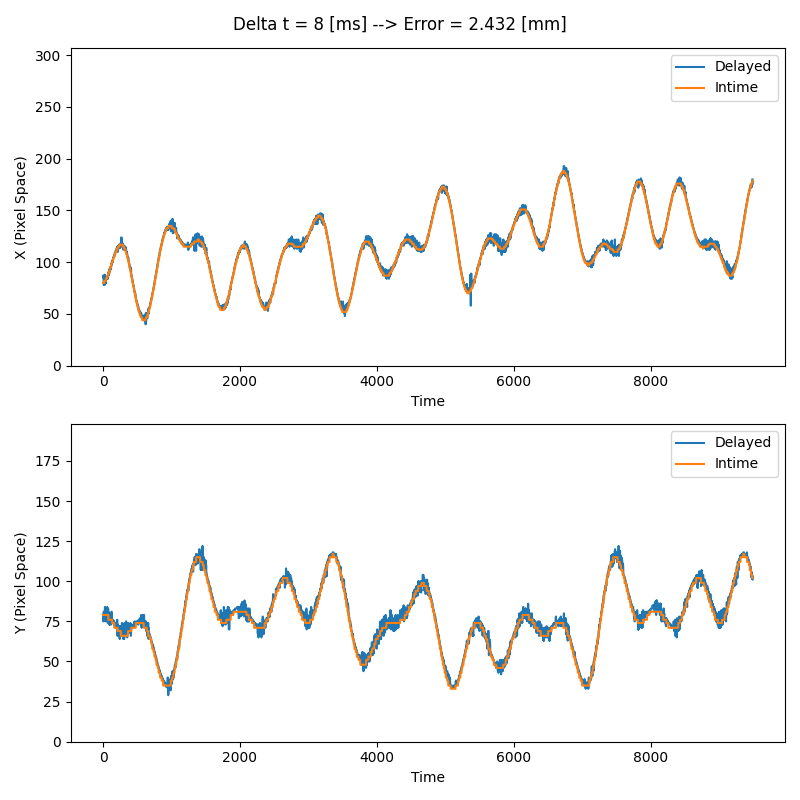 Delta t = 8 [ms] --> Error = 2.432 [mm]
300
250
200
150
100
50
0
X (Pixel Space)
Delayed
Intime
0 2000 4000 6000 8000
Time
175
150
125
100
75
50
25
0
Y (Pixel Space)
Delayed
Intime
0 2000 4000 6000 8000
Time